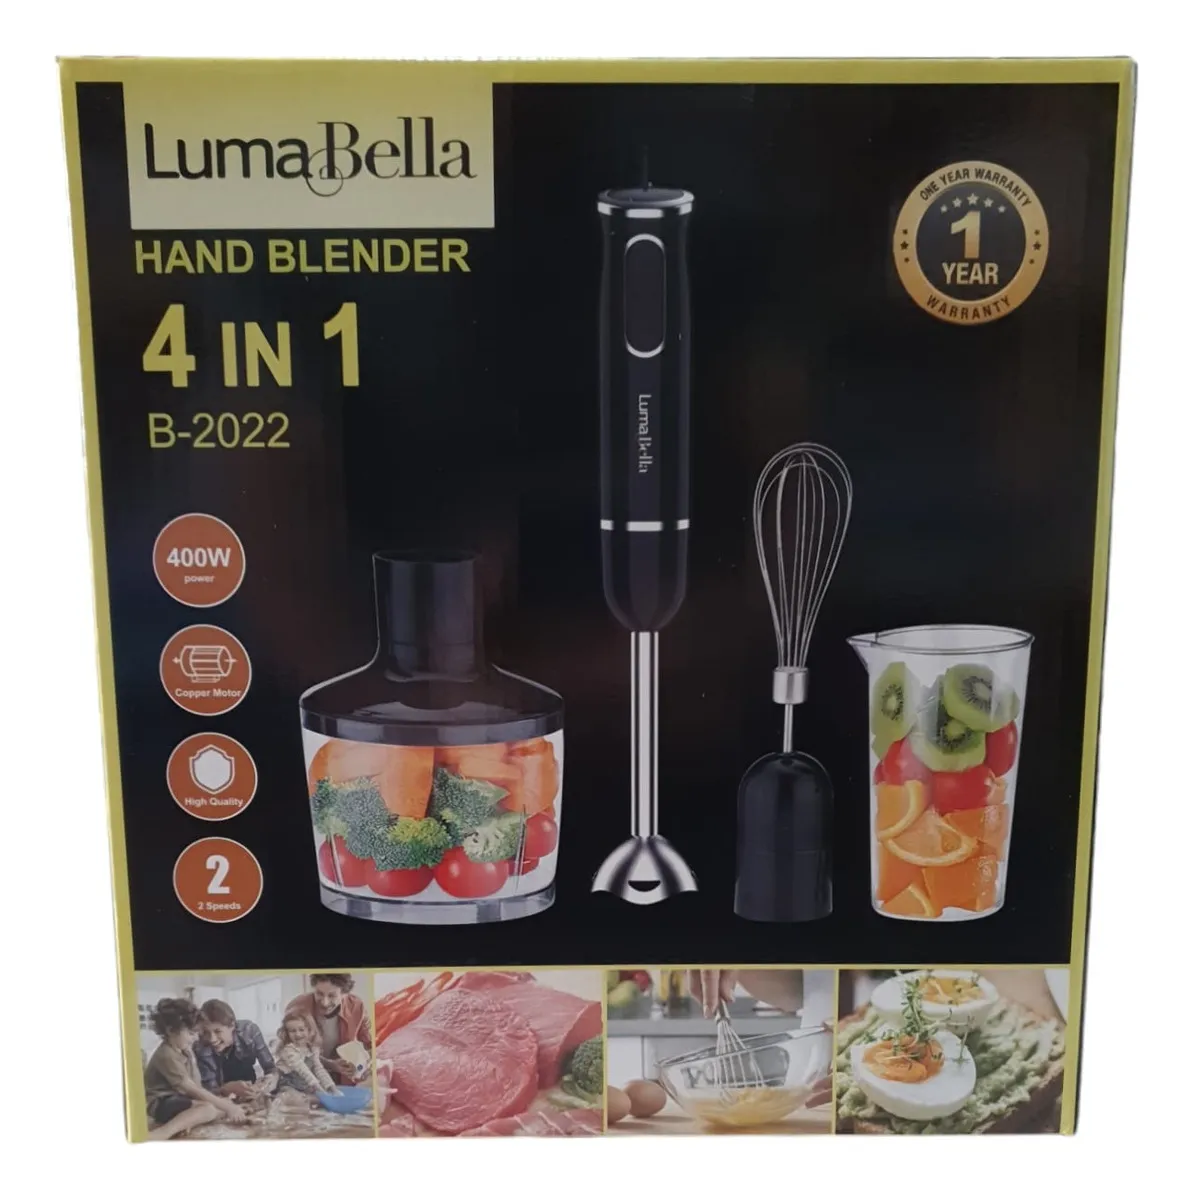 LumaBella
HAND BLENDER
4 IN 1
B-2022
ONE YEAR WARRANTY
1
YEAR
WARRANTY
LumaBella
400W
power
Copper Motor
High Quality
2
2 Speeds